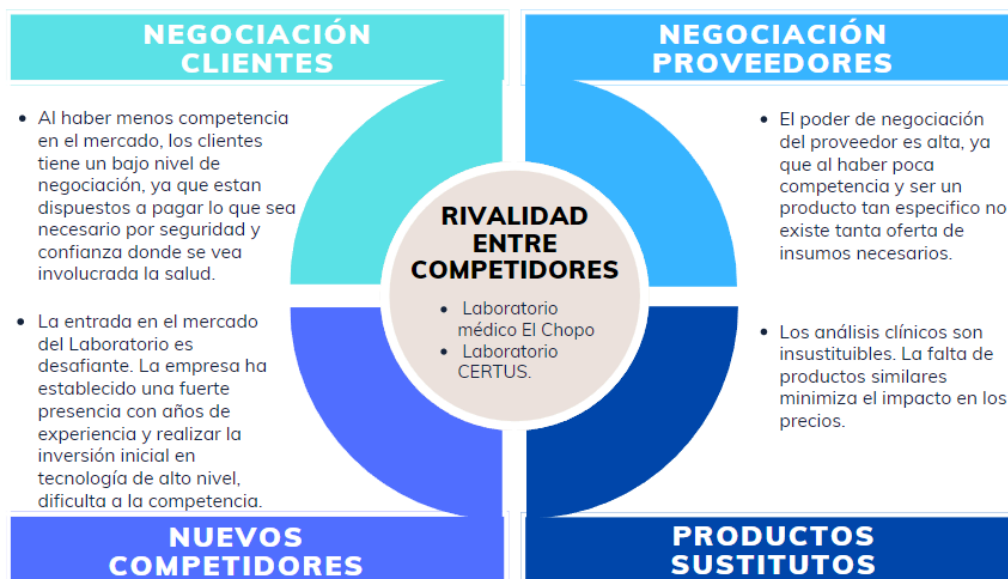 NEGOCIACIÓN
CLIENTES
NEGOCIACIÓN
PROVEEDORES
• Al haber menos competencia
en el mercado, los clientes
tiene un bajo nivel de
negociación, ya que estan
dispuestos a pagar lo que sea
necesario por seguridad y
confianza donde se vea
involucrada la salud.
• El poder de negociación
del proveedor es alta, ya
que al haber poca
competencia y ser un
producto tan especifico no
existe tanta oferta de
insumos necesarios.
RIVALIDAD
ENTRE
COMPETIDORES
• Laboratorio
médico El Chopo
• Laboratorio
CERTUS.
• La entrada en el mercado
del Laboratorio es
desafiante. La empresa ha
establecido una fuerte
presencia con años de
experiencia y realizar la
inversión inicial en
tecnología de alto nivel,
dificulta a la competencia.
• Los análisis clínicos son
insustituibles. La falta de
productos similares
minimiza el impacto en los
precios.
NUEVOS
COMPETIDORES
PRODUCTOS
SUSTITUTOS